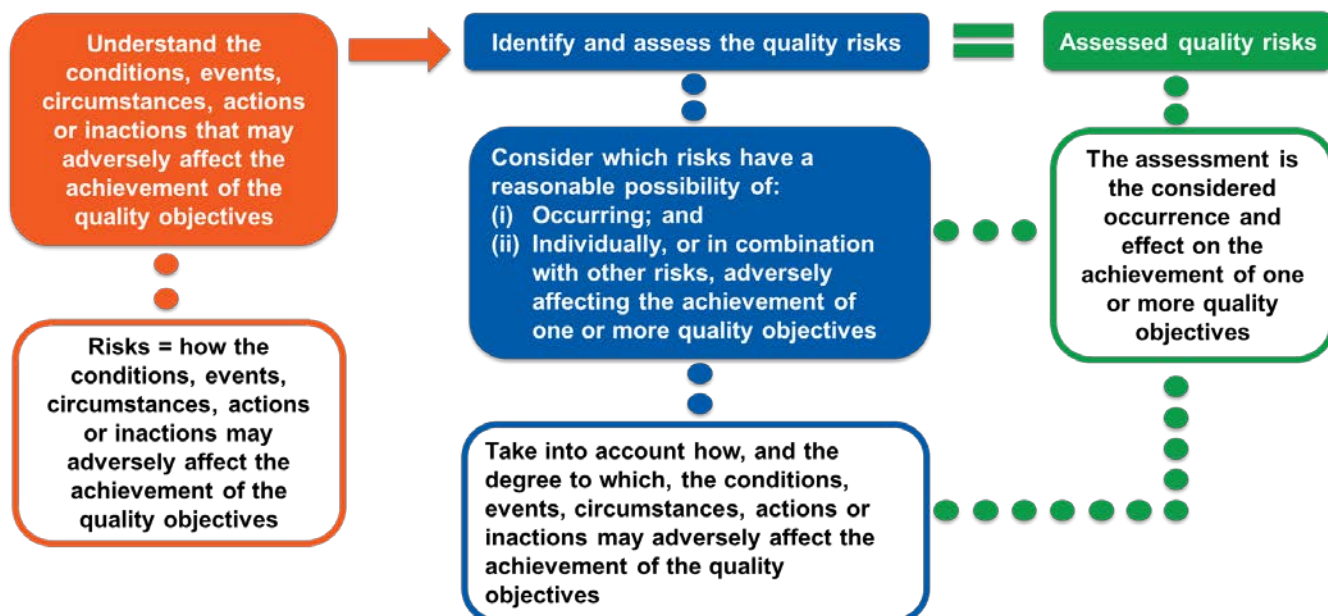 Understand the
conditions, events,
circumstances, actions
or inactions that may
adversely affect the
achievement of the
quality objectives
Risks = how the
conditions, events,
circumstances, actions
or inactions may
adversely affect the
achievement of the
quality objectives
Identify and assess the quality risks
Consider which risks have a
reasonable possibility of:
(i) Occurring; and
(ii) Individually, or in combination
with other risks, adversely
affecting the achievement of
one or more quality objectives
Take into account how, and the
degree to which, the conditions,
events, circumstances, actions or
inactions may adversely affect the
achievement of the quality
objectives
Assessed quality risks
The assessment is
the considered
occurrence and
effect on the
achievement of one
or more quality
objectives